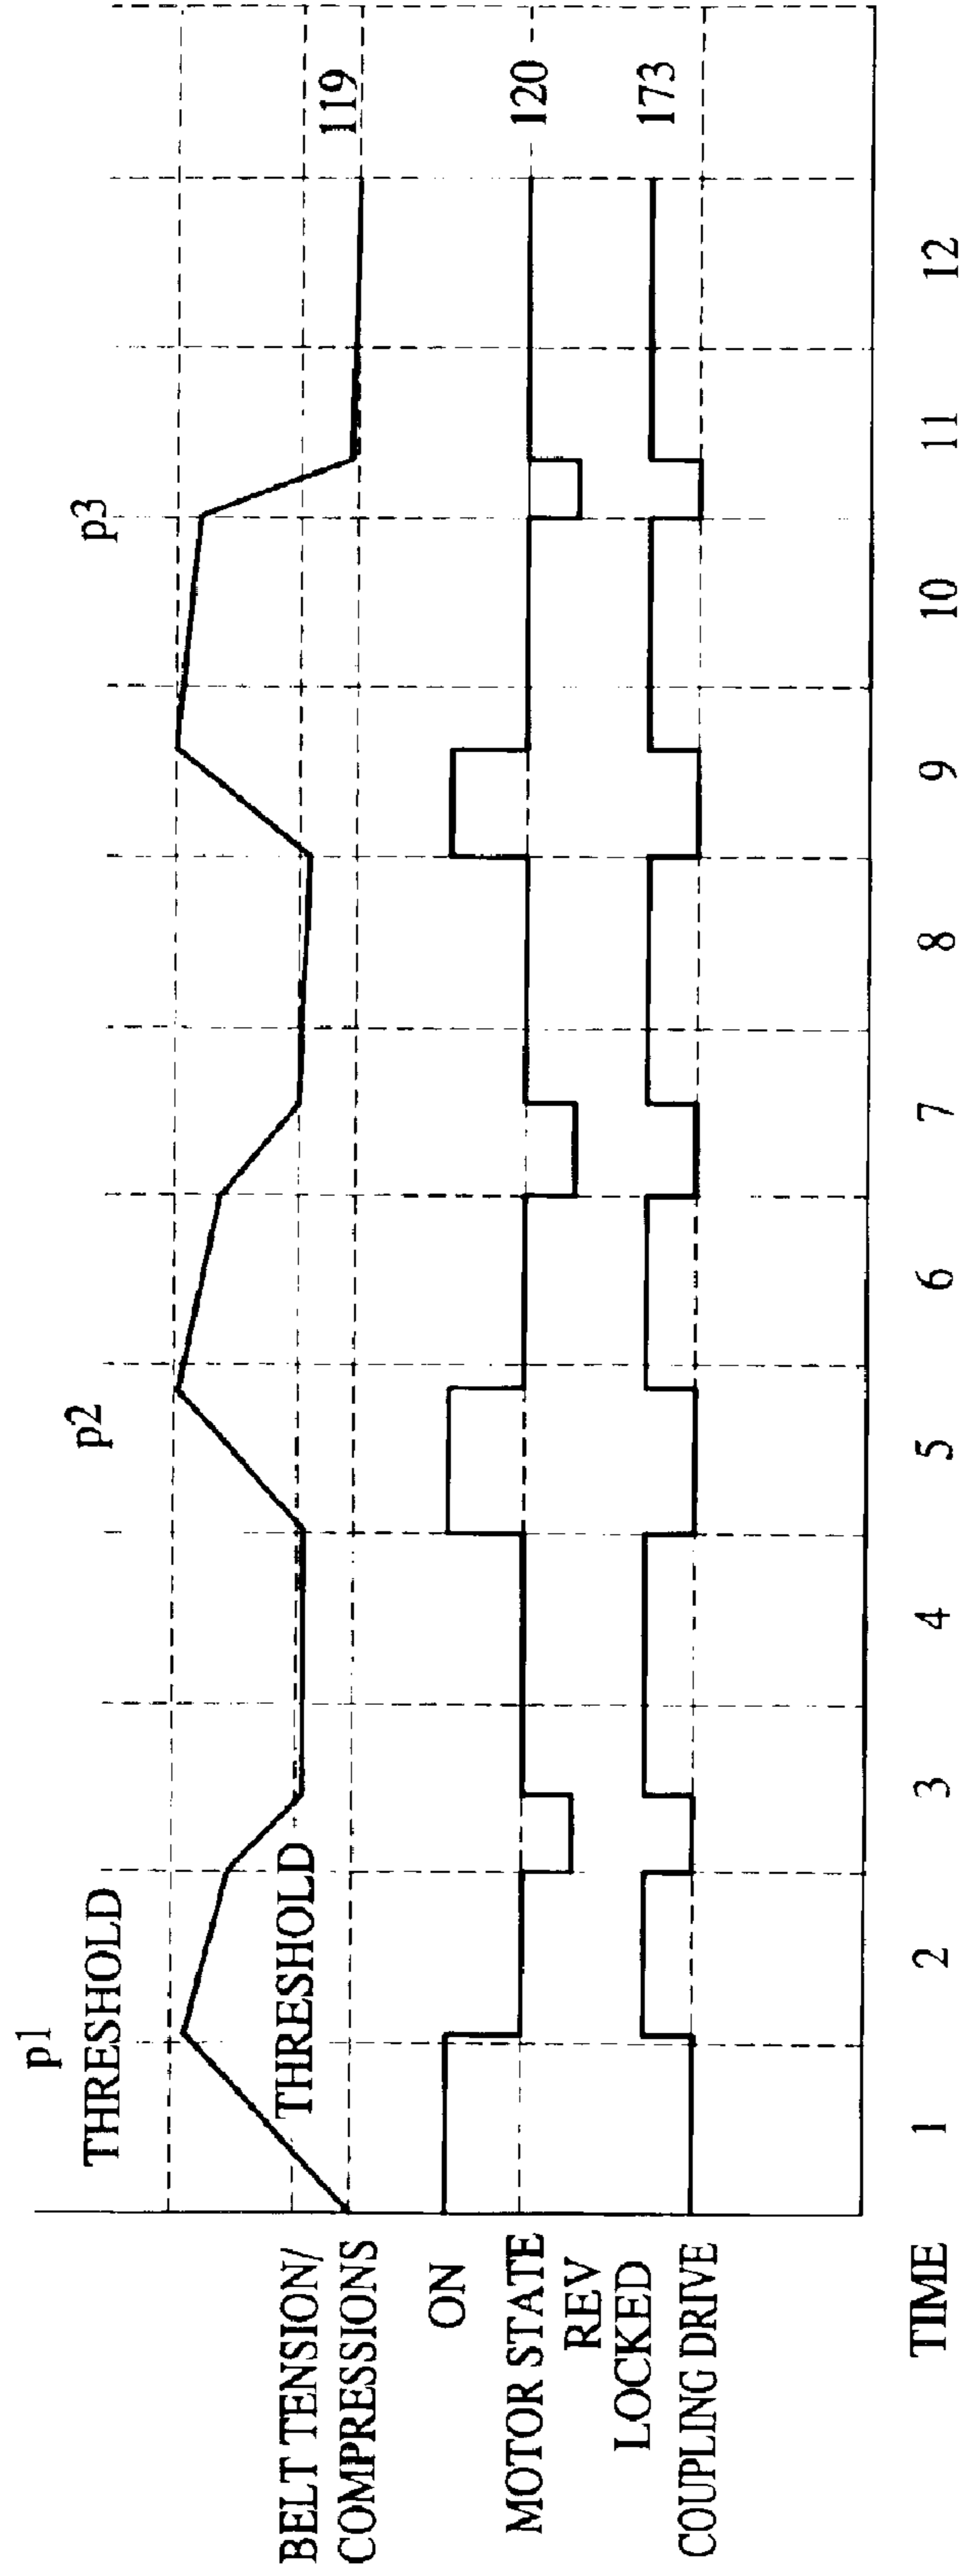 p1
p2
p3
THRESHOLD
THRESHOLD
BELT TENSION/
COMPRESSIONS
119
ON
MOTOR STATE
120
REV
LOCKED
173
COUPLING DRIVE
TIME 1 2 3 4 5 6 7 8 9 10 11 12